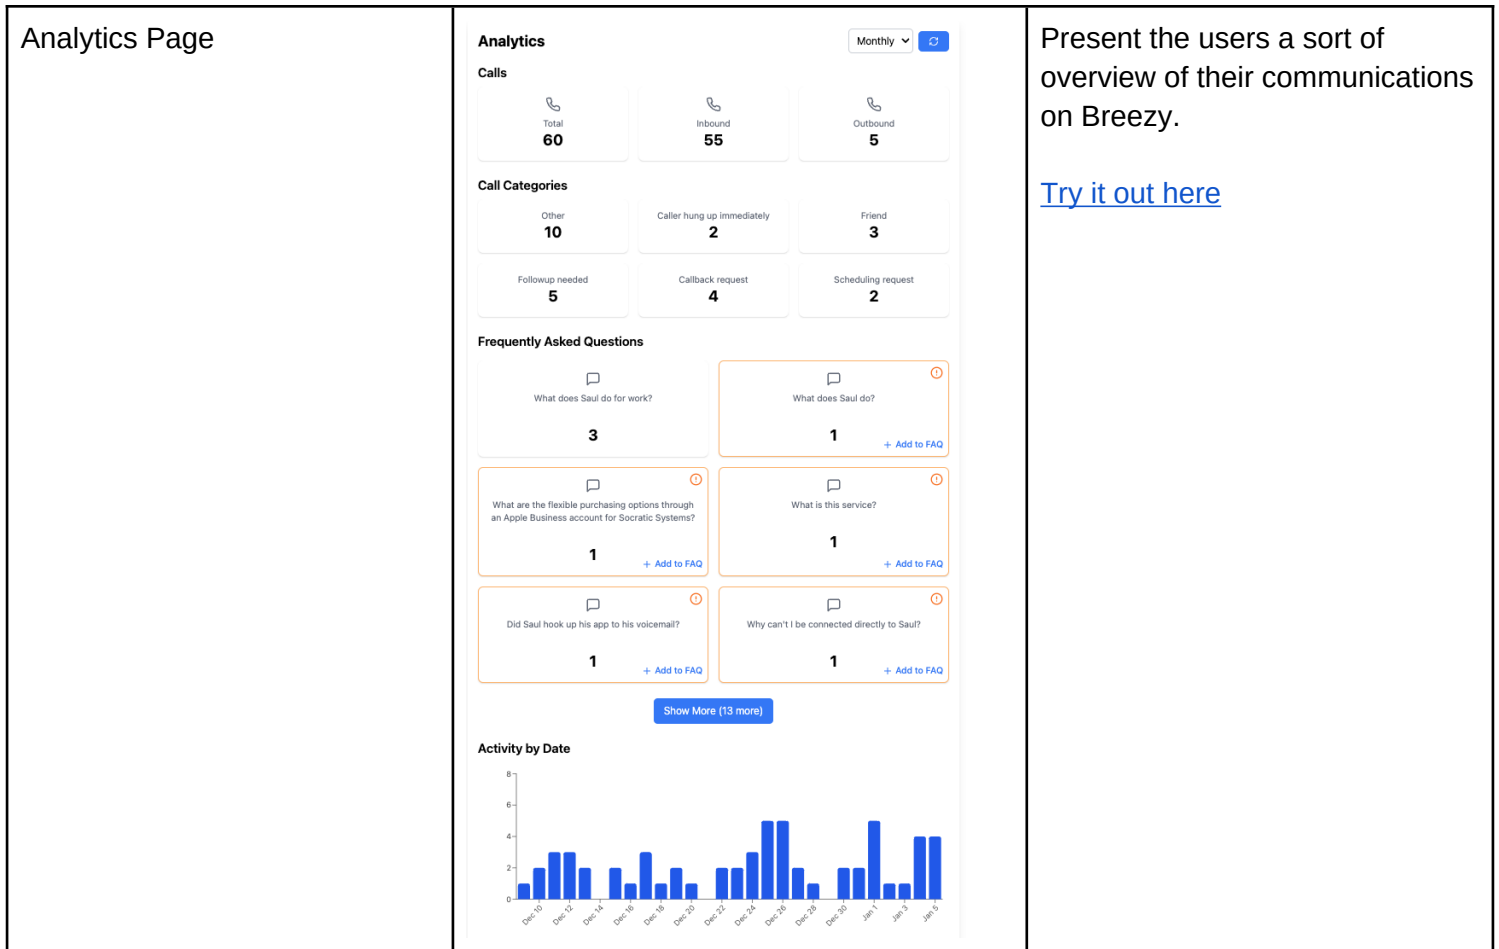 Analytics Page
Analytics
Monthly
Calls
Total
60
Inbound
55
Outbound
5
Call Categories
Other
10
Caller hung up immediately
2
Friend
3
Followup needed
5
Callback request
4
Scheduling request
2
Frequently Asked Questions
What does Saul do for work?
3
What does Saul do?
1
+ Add to FAQ
What are the flexible purchasing options through
an Apple Business account for Socratic Systems?
1
+ Add to FAQ
What is this service?
1
+ Add to FAQ
Did Saul hook up his app to his voicemail?
1
+ Add to FAQ
Why can't I be connected directly to Saul?
1
+ Add to FAQ
Show More (13 more)
Activity by Date
8
6
4
2
0
Dec 10
Dec 12
Dec 14
Dec 16
Dec 18
Dec 20
Dec 22
Dec 24
Dec 26
Dec 28
Dec 30
Jan 1
Jan 3
Jan 5
Present the users a sort of
overview of their communications
on Breezy.
Try it out here